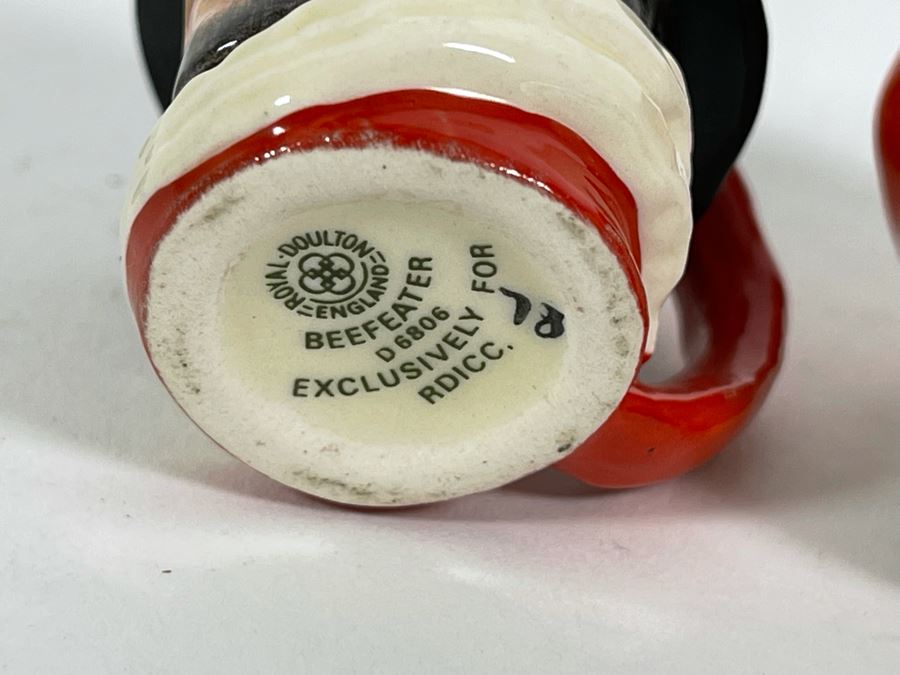 ROYAL·DOULTON
ENGLAND
BEEFEATER
D6806
EXCLUSIVELY FOR
RDICC.